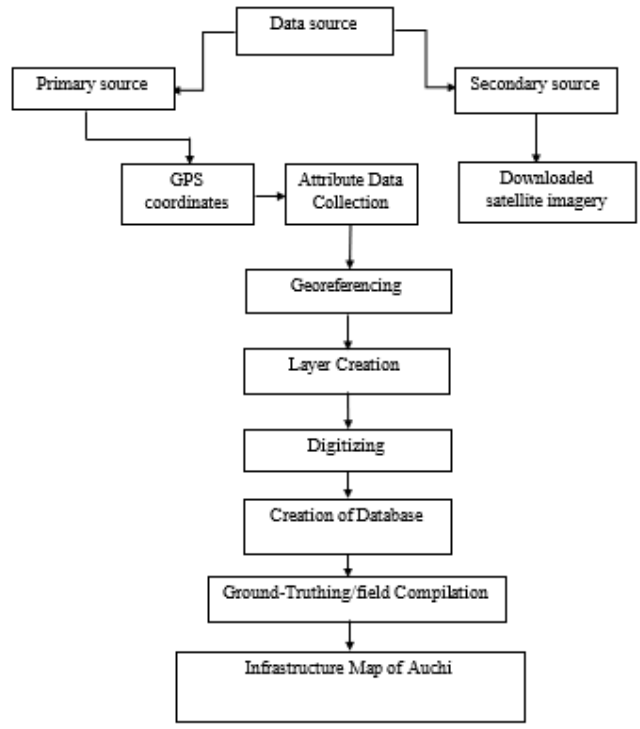 Data source
Primary source
Secondary source
GPS
coordinates
Attribute Data
Collection
Downloaded
satellite imagery
Georeferencing
Layer Creation
Digitizing
Creation of Database
Ground-Truthing/field Compilation
Infrastructure Map of Auchi